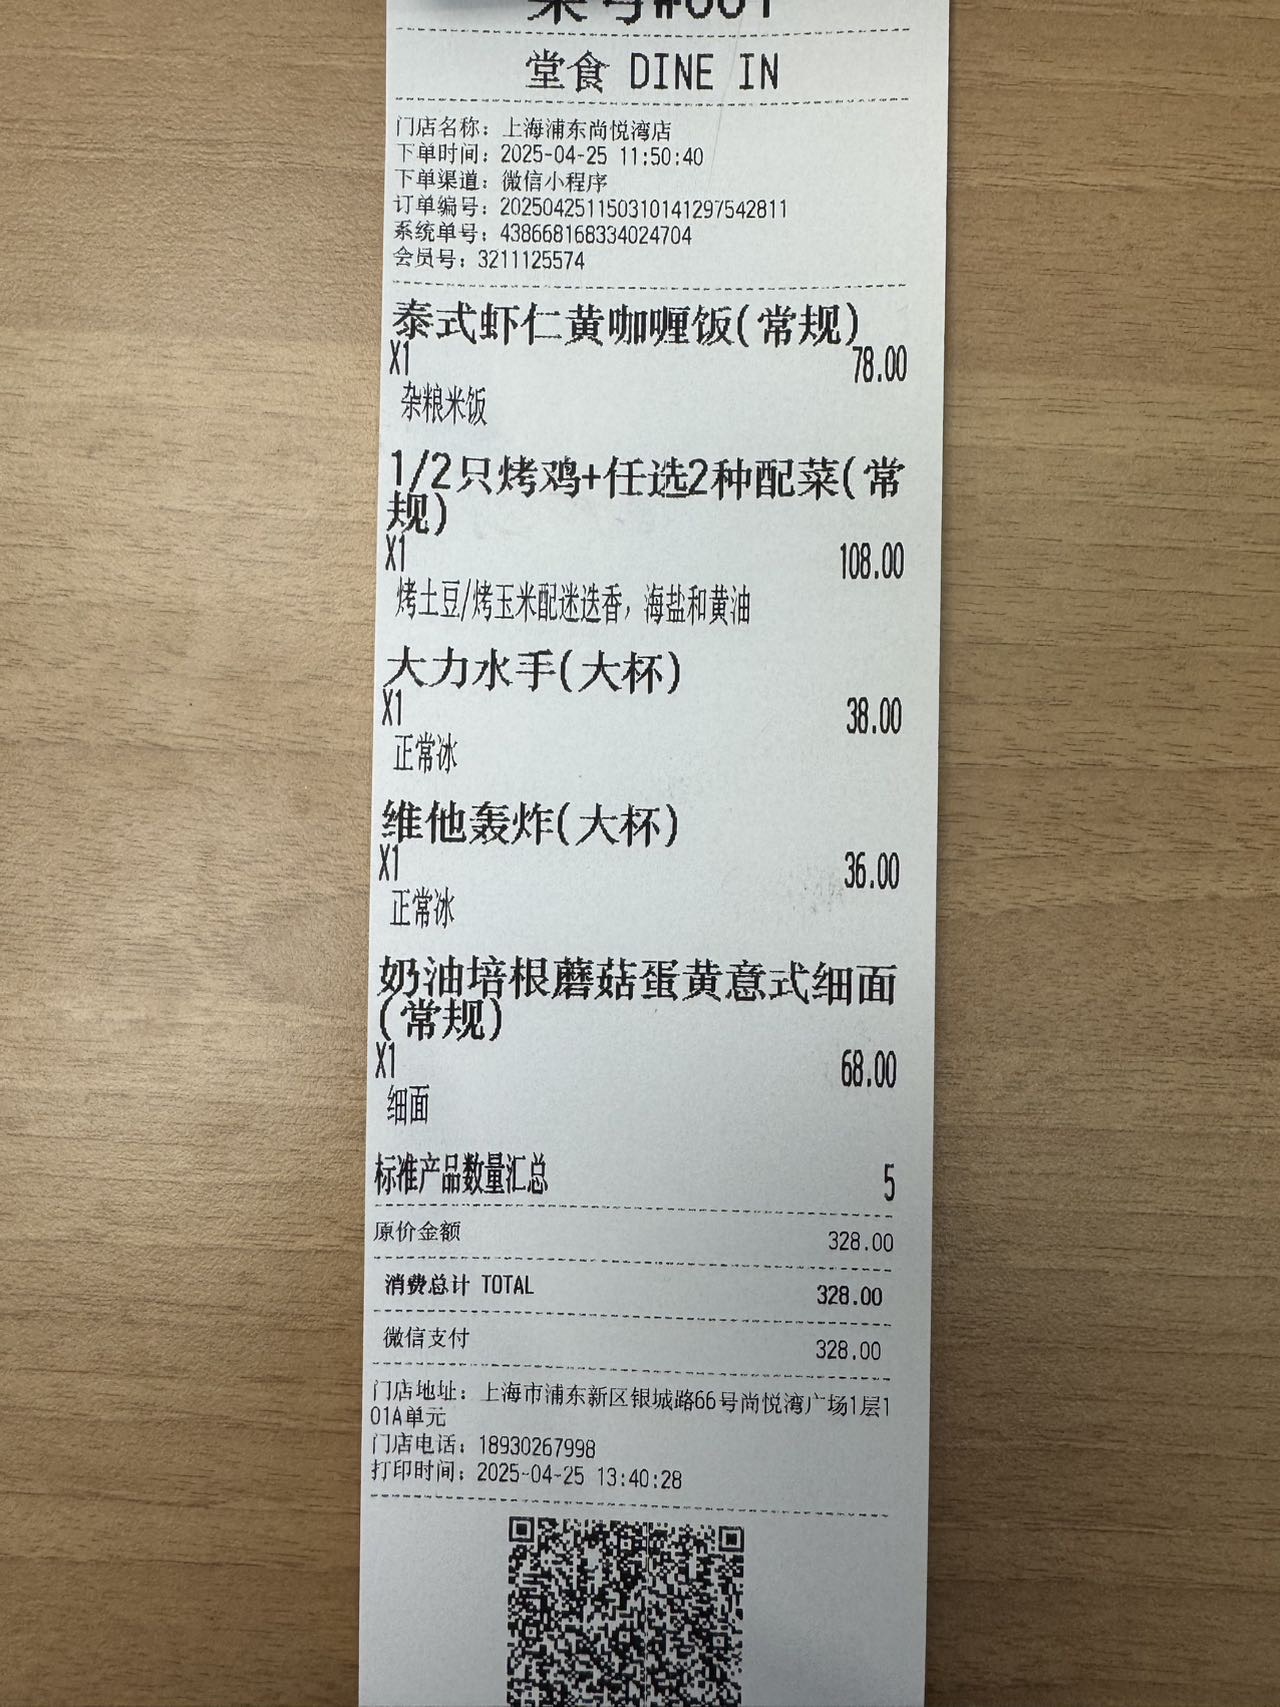 桌号#001
堂食 DINE IN
门店名称：上海浦东尚悦湾店
下单时间：2025-04-25 11:50:40
下单渠道：微信小程序
订单编号：2025042511503101412975428​11
系统单号：438668168334024704
会员号：3211125574
泰式虾仁黄咖喱饭(常规)
X1 78.00
杂粮米饭
1/2只烤鸡+任选2种配菜(常
规)
X1 108.00
烤土豆/烤玉米配迷迭香，海盐和黄油
大力水手(大杯)
X1 38.00
正常冰
维他轰炸(大杯)
X1 36.00
正常冰
奶油培根蘑菇蛋黄意式细面
(常规)
X1 68.00
细面
标准产品数量汇总 5
原价金额 328.00
消费总计 TOTAL 328.00
微信支付 328.00
门店地址：上海市浦东新区银城路66号尚悦湾广场1层1
01A单元
门店电话：18930267998
打印时间：2025-04-25 13:40:28